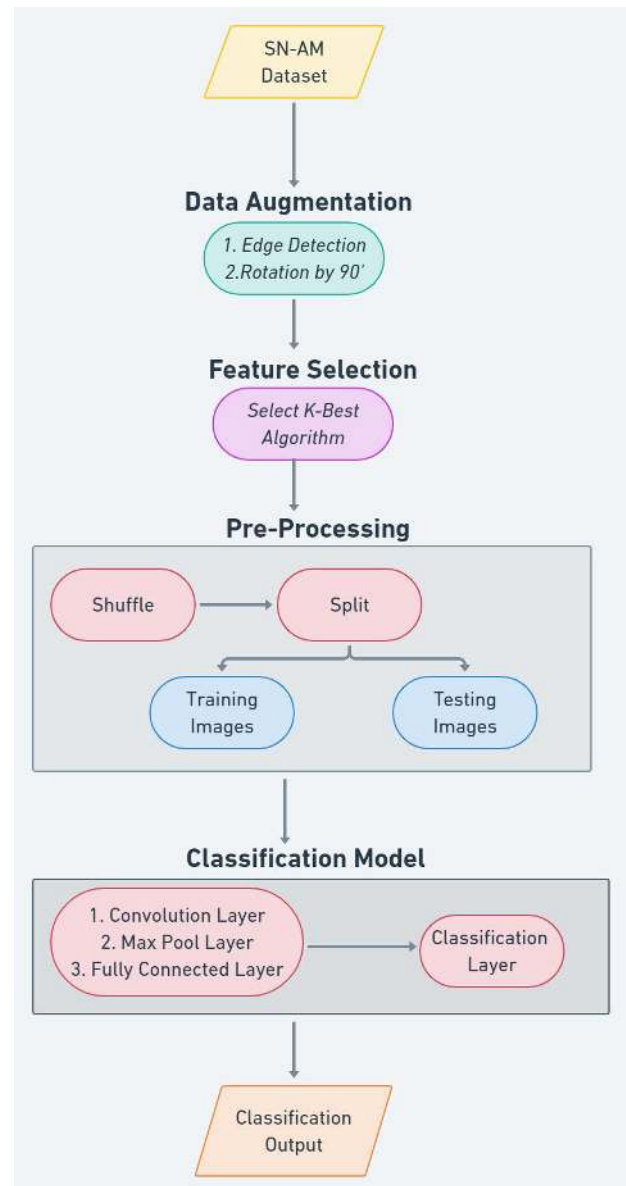 SN-AM
Dataset
Data Augmentation
1. Edge Detection
2.Rotation by 90'
Feature Selection
Select K-Best
Algorithm
Pre-Processing
Shuffle
Split
Training
Images
Testing
Images
Classification Model
1. Convolution Layer
2. Max Pool Layer
3. Fully Connected Layer
Classification
Layer
Classification
Output